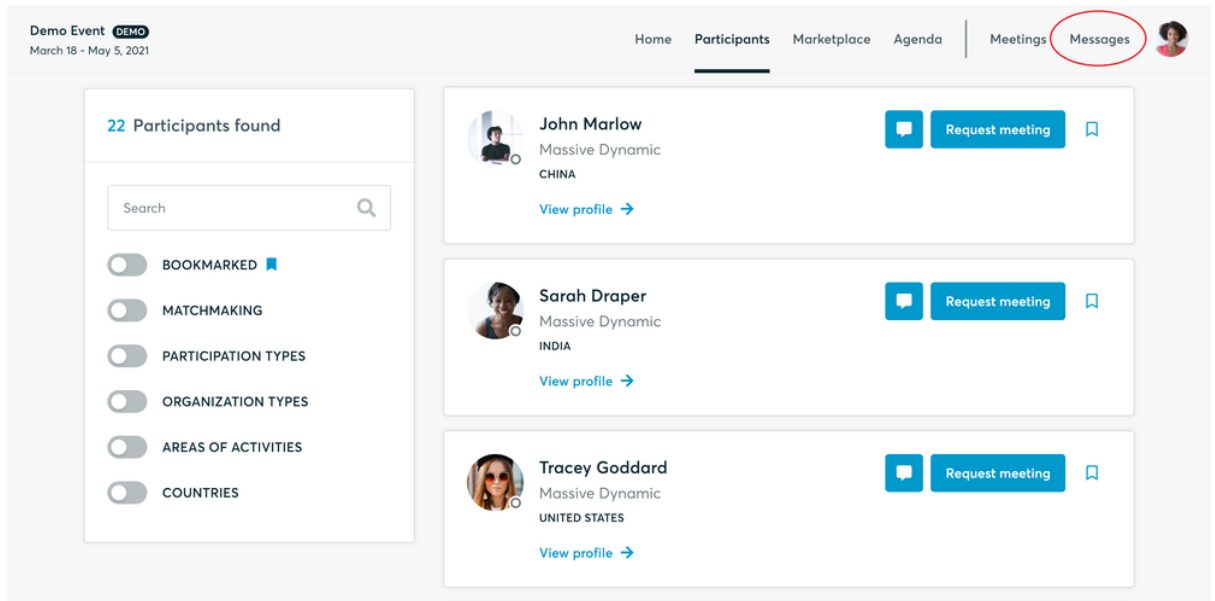 Demo Event DEMO
March 18 - May 5, 2021
Home Participants Marketplace Agenda Meetings Messages
22 Participants found
Search
BOOKMARKED
MATCHMAKING
PARTICIPATION TYPES
ORGANIZATION TYPES
AREAS OF ACTIVITIES
COUNTRIES
John Marlow
Massive Dynamic
CHINA
View profile →
Request meeting
Sarah Draper
Massive Dynamic
INDIA
View profile →
Request meeting
Tracey Goddard
Massive Dynamic
UNITED STATES
View profile →
Request meeting